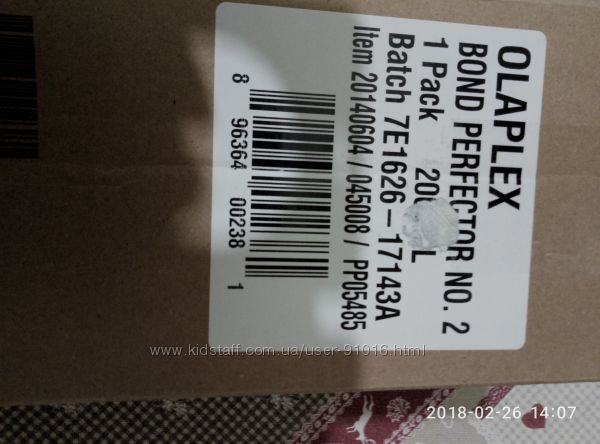 OLAPLEX
BOND PERFECTOR NO. 2
1 Pack
Batch 7E1626-17143A
Item 20140604 / 045008 / PP05485
8 96364 00238 1
www.kidstaff.com.ua/user-91016.html
2018-02-26 14:07